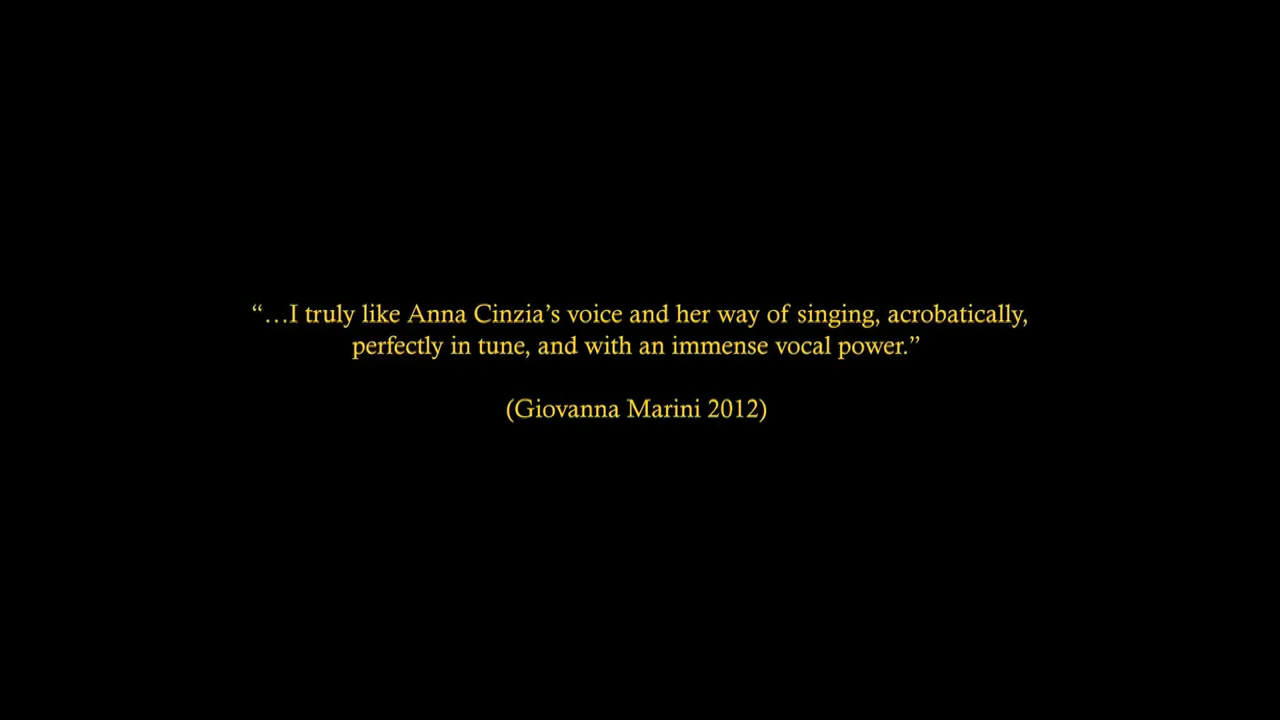 “…I truly like Anna Cinzia’s voice and her way of singing, acrobatically,
perfectly in tune, and with an immense vocal power.”
(Giovanna Marini 2012)